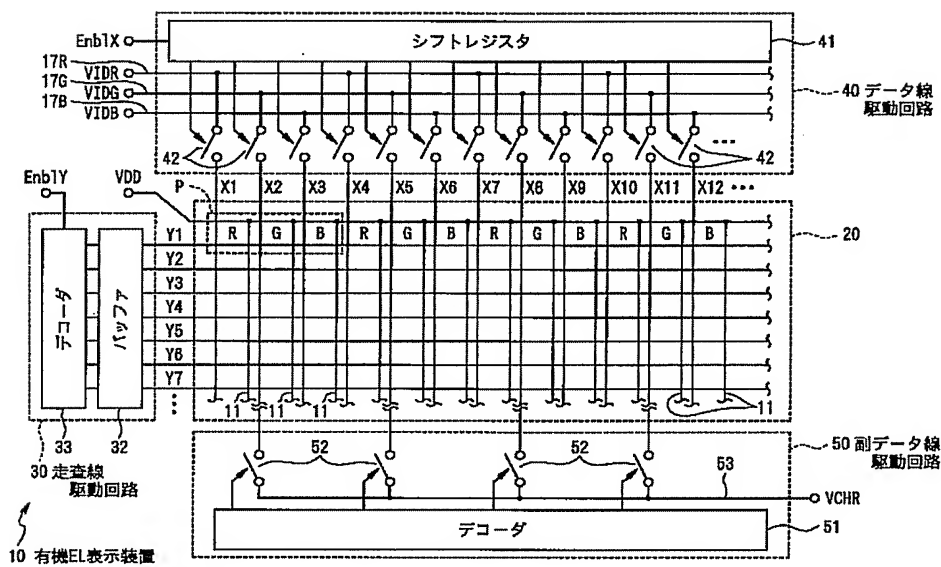 EnblX
シフトレジスタ
41
17R
VIDR
17G
VIDG
17B
VIDB
40 データ線
駆動回路
42
42
EnblY
VDD
P
X1 X2 X3 X4 X5 X6 X7 X8 X9 X10 X11 X12
R G B R G B R G B R G B
20
Y1
Y2
Y3
Y4
Y5
Y6
Y7
デコーダ
バッファ
11 11 11 11
33 32
30 走査線
駆動回路
52 52
53
50 副データ線
駆動回路
VCHR
デコーダ
51
10 有機EL表示装置